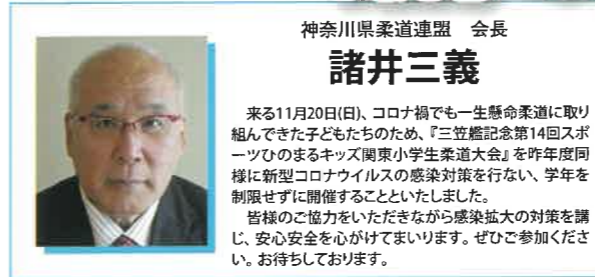 神奈川県柔道連盟　会長
諸井三義
来る11月20日(日)、コロナ禍でも一生懸命柔道に取り
組んできた子どもたちのため、『三笠艦記念第14回スポ
ーツひのまるキッズ関東小学生柔道大会』を昨年度同
様に新型コロナウイルスの感染対策を行ない、学年を
制限せずに開催することといたしました。
皆様のご協力をいただきながら感染拡大の対策を講
じ、安心安全を心がけてまいります。ぜひご参加くださ
い。お待ちしております。